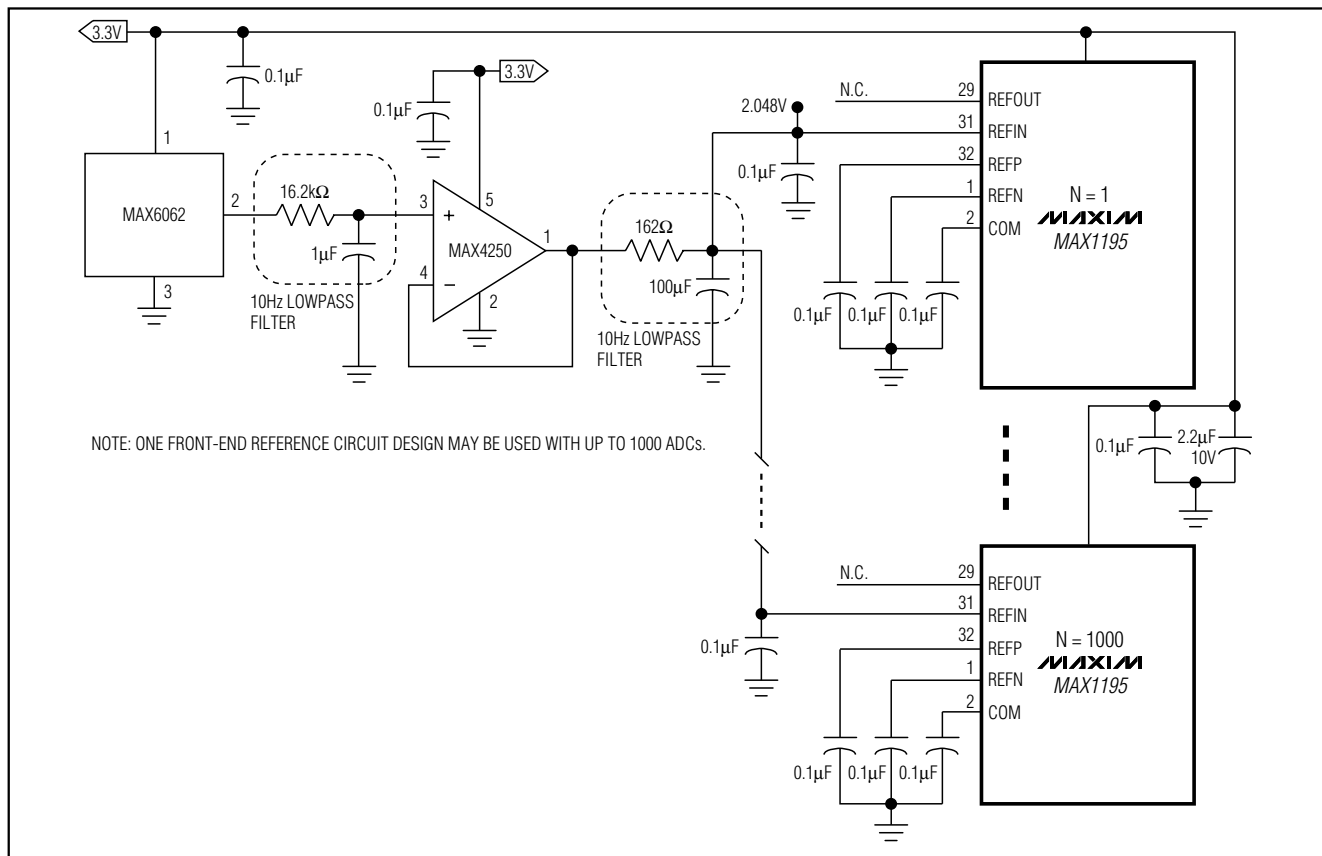 3.3V
0.1µF
3.3V
0.1µF
1
MAX6062
2
3
16.2kΩ
1µF
10Hz LOWPASS
FILTER
3
+
5
MAX4250
1
4
−
2
162Ω
100µF
10Hz LOWPASS
FILTER
2.048V
0.1µF
N.C.
29
REFOUT
31
REFIN
32
REFP
1
REFN
2
COM
N = 1
MAXIM
MAX1195
0.1µF
0.1µF
0.1µF
NOTE: ONE FRONT-END REFERENCE CIRCUIT DESIGN MAY BE USED WITH UP TO 1000 ADCs.
0.1µF
2.2µF
10V
N.C.
29
REFOUT
31
REFIN
32
REFP
1
REFN
2
COM
N = 1000
MAXIM
MAX1195
0.1µF
0.1µF
0.1µF
0.1µF